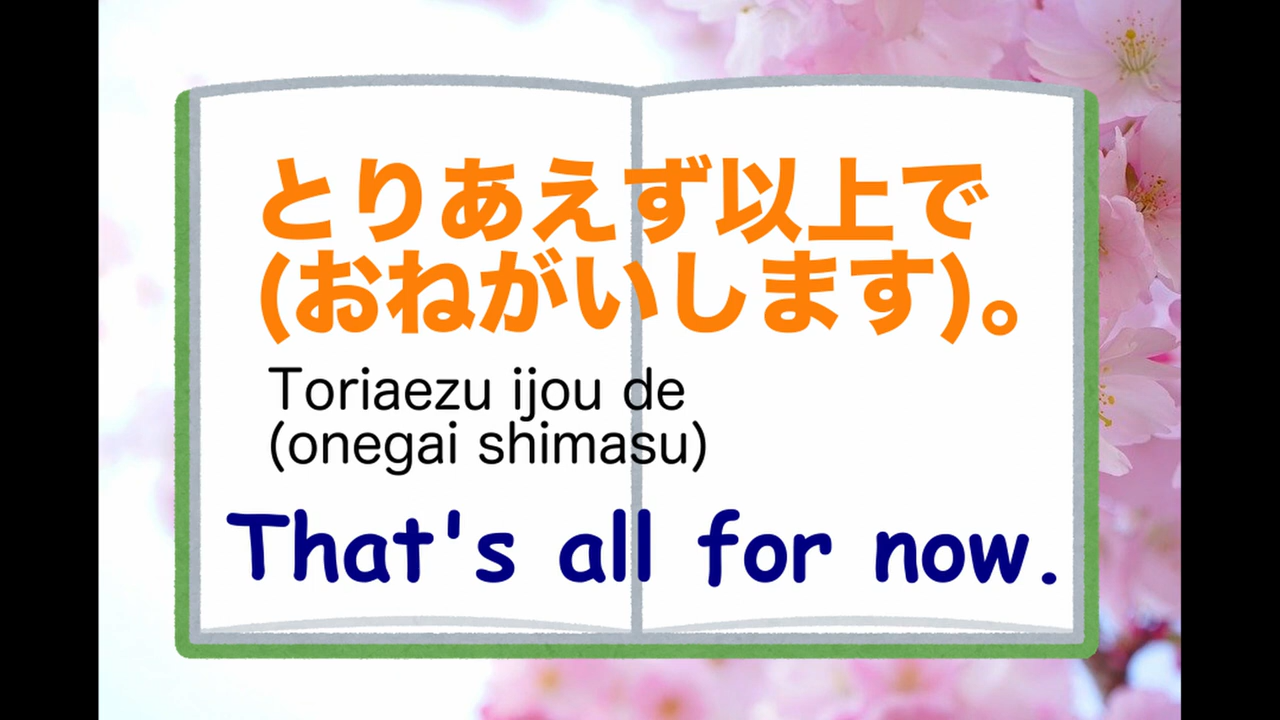 とりあえず以上で
(おねがいします)。
Toriaezu ijou de
(onegai shimasu)
That's all for now.